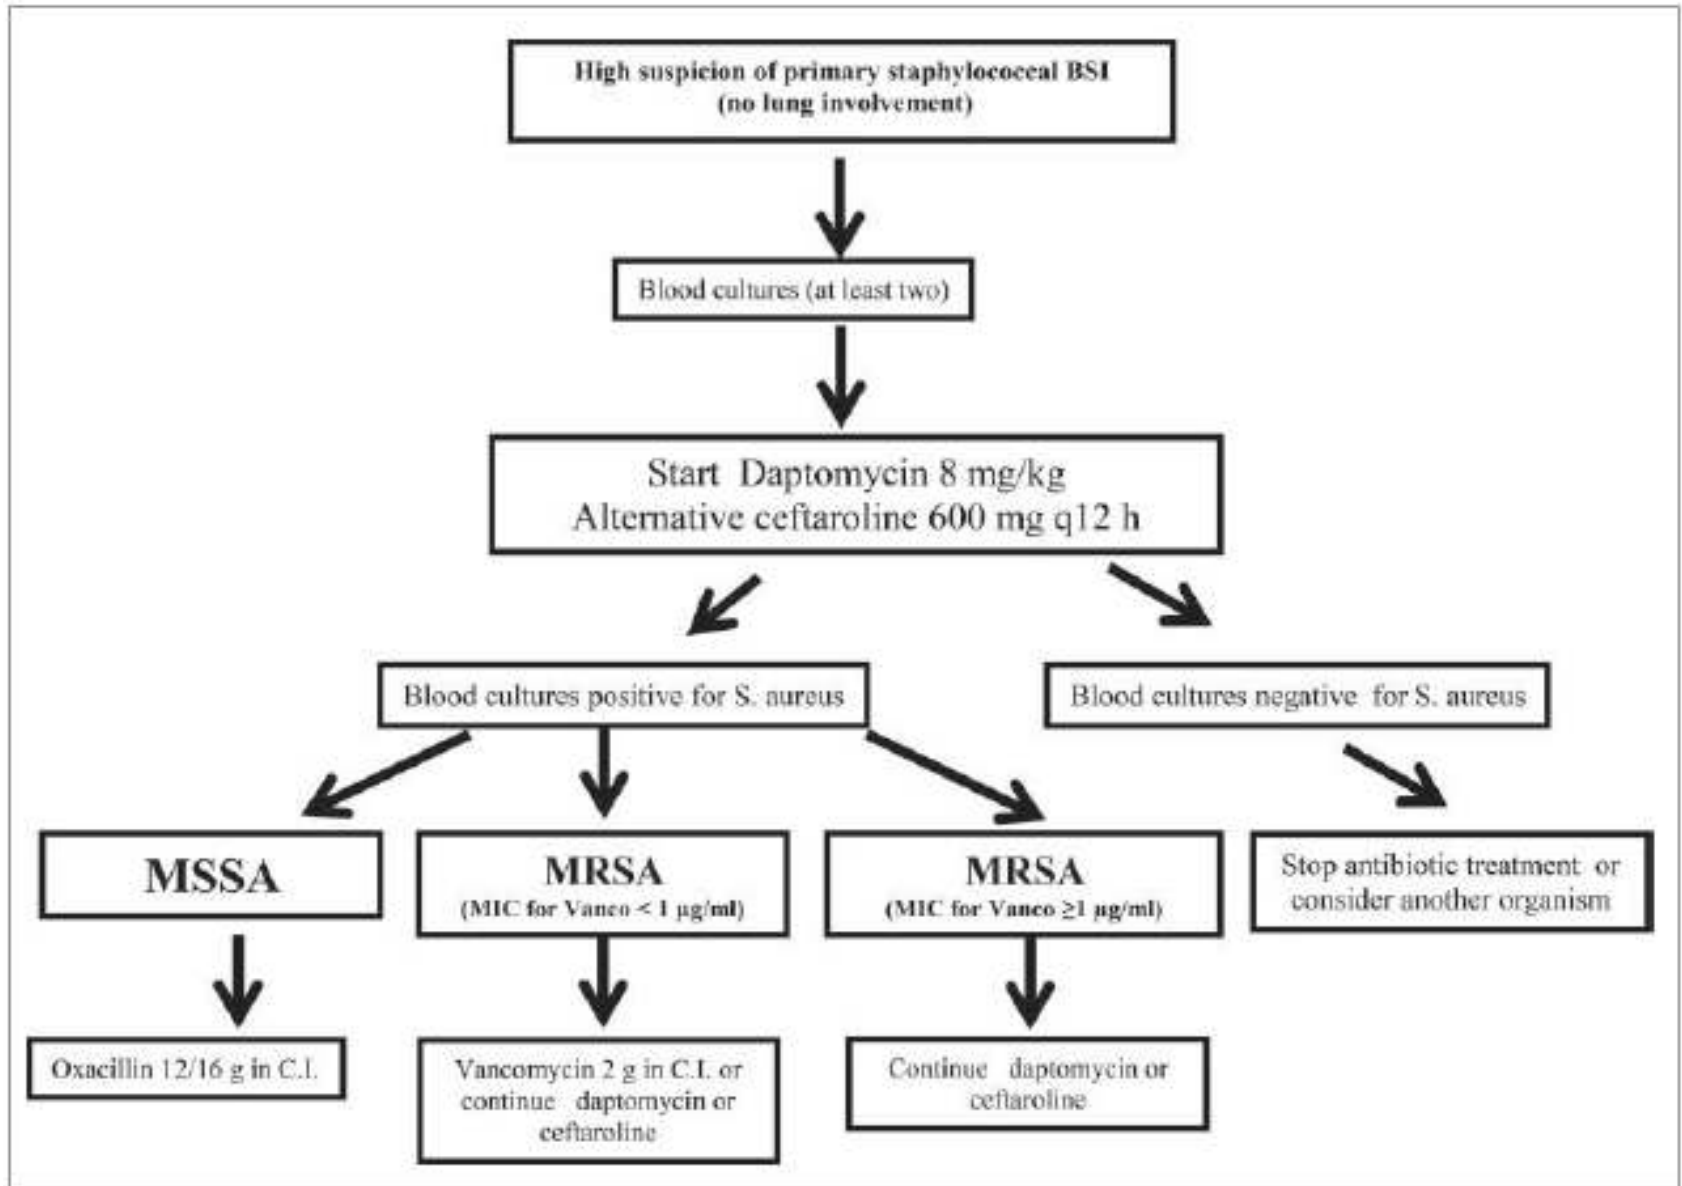 High suspicion of primary staphylococcal BSI
(no lung involvement)
Blood cultures (at least two)
Start Daptomycin 8 mg/kg
Alternative ceftaroline 600 mg q12 h
Blood cultures positive for S. aureus
Blood cultures negative for S. aureus
MSSA
MRSA
(MIC for Vanco < 1 µg/ml)
MRSA
(MIC for Vanco ≥1 µg/ml)
Stop antibiotic treatment or
consider another organism
Oxacillin 12/16 g in C.I.
Vancomycin 2 g in C.I. or
continue daptomycin or
ceftaroline
Continue daptomycin or
ceftaroline